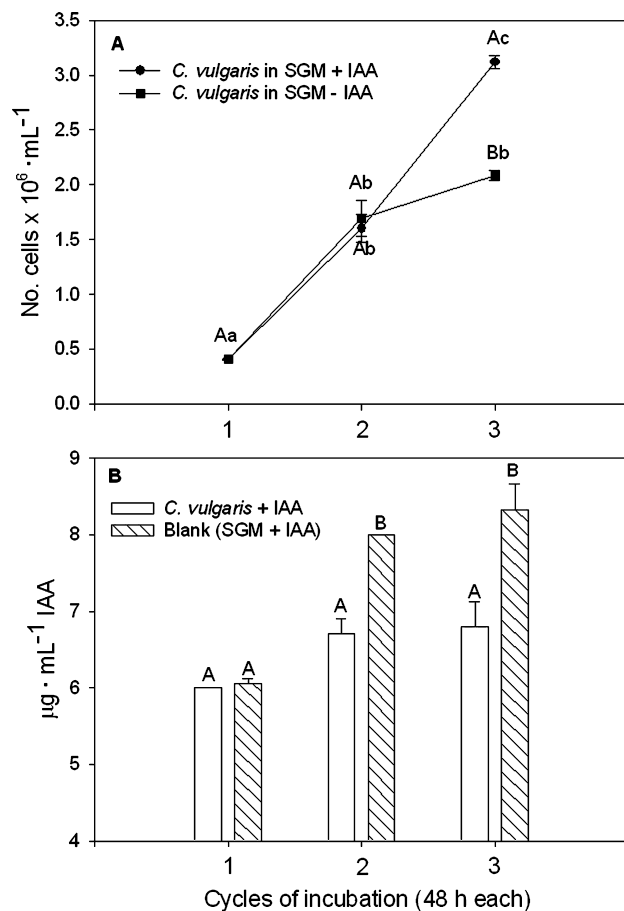 A
C. vulgaris in SGM + IAA
C. vulgaris in SGM - IAA
No. cells x 10⁶ · mL⁻¹
3.5
3.0
2.5
2.0
1.5
1.0
0.5
0.0
Aa
Ab
Ab
Ac
Bb
1 2 3
B
C. vulgaris + IAA
Blank (SGM + IAA)
µg · mL⁻¹ IAA
9
8
7
6
5
4
A A
A B
A B
1 2 3
Cycles of incubation (48 h each)